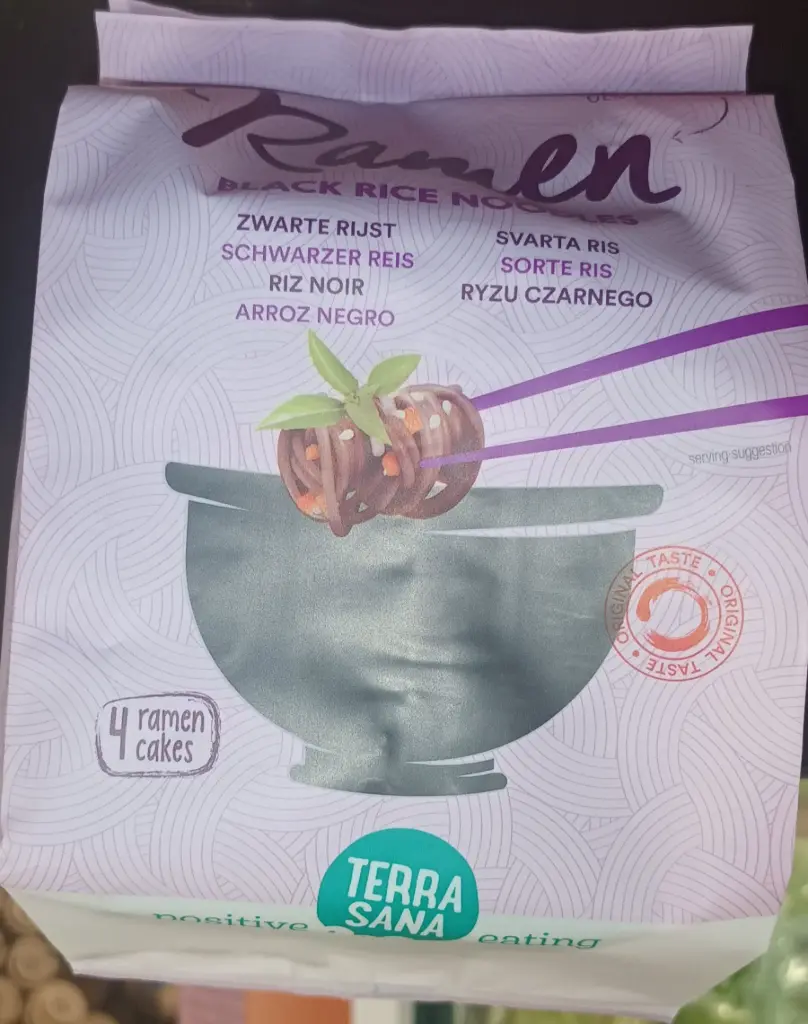 Ramen
BLACK RICE NOODLES
ZWARTE RIJST
SCHWARZER REIS
RIZ NOIR
ARROZ NEGRO
SVARTA RIS
SORTE RIS
RYZU CZARNEGO
serving suggestion
ORIGINAL TASTE • ORIGINAL TASTE •
4 ramen
cakes
TERRA
SANA
positive eating